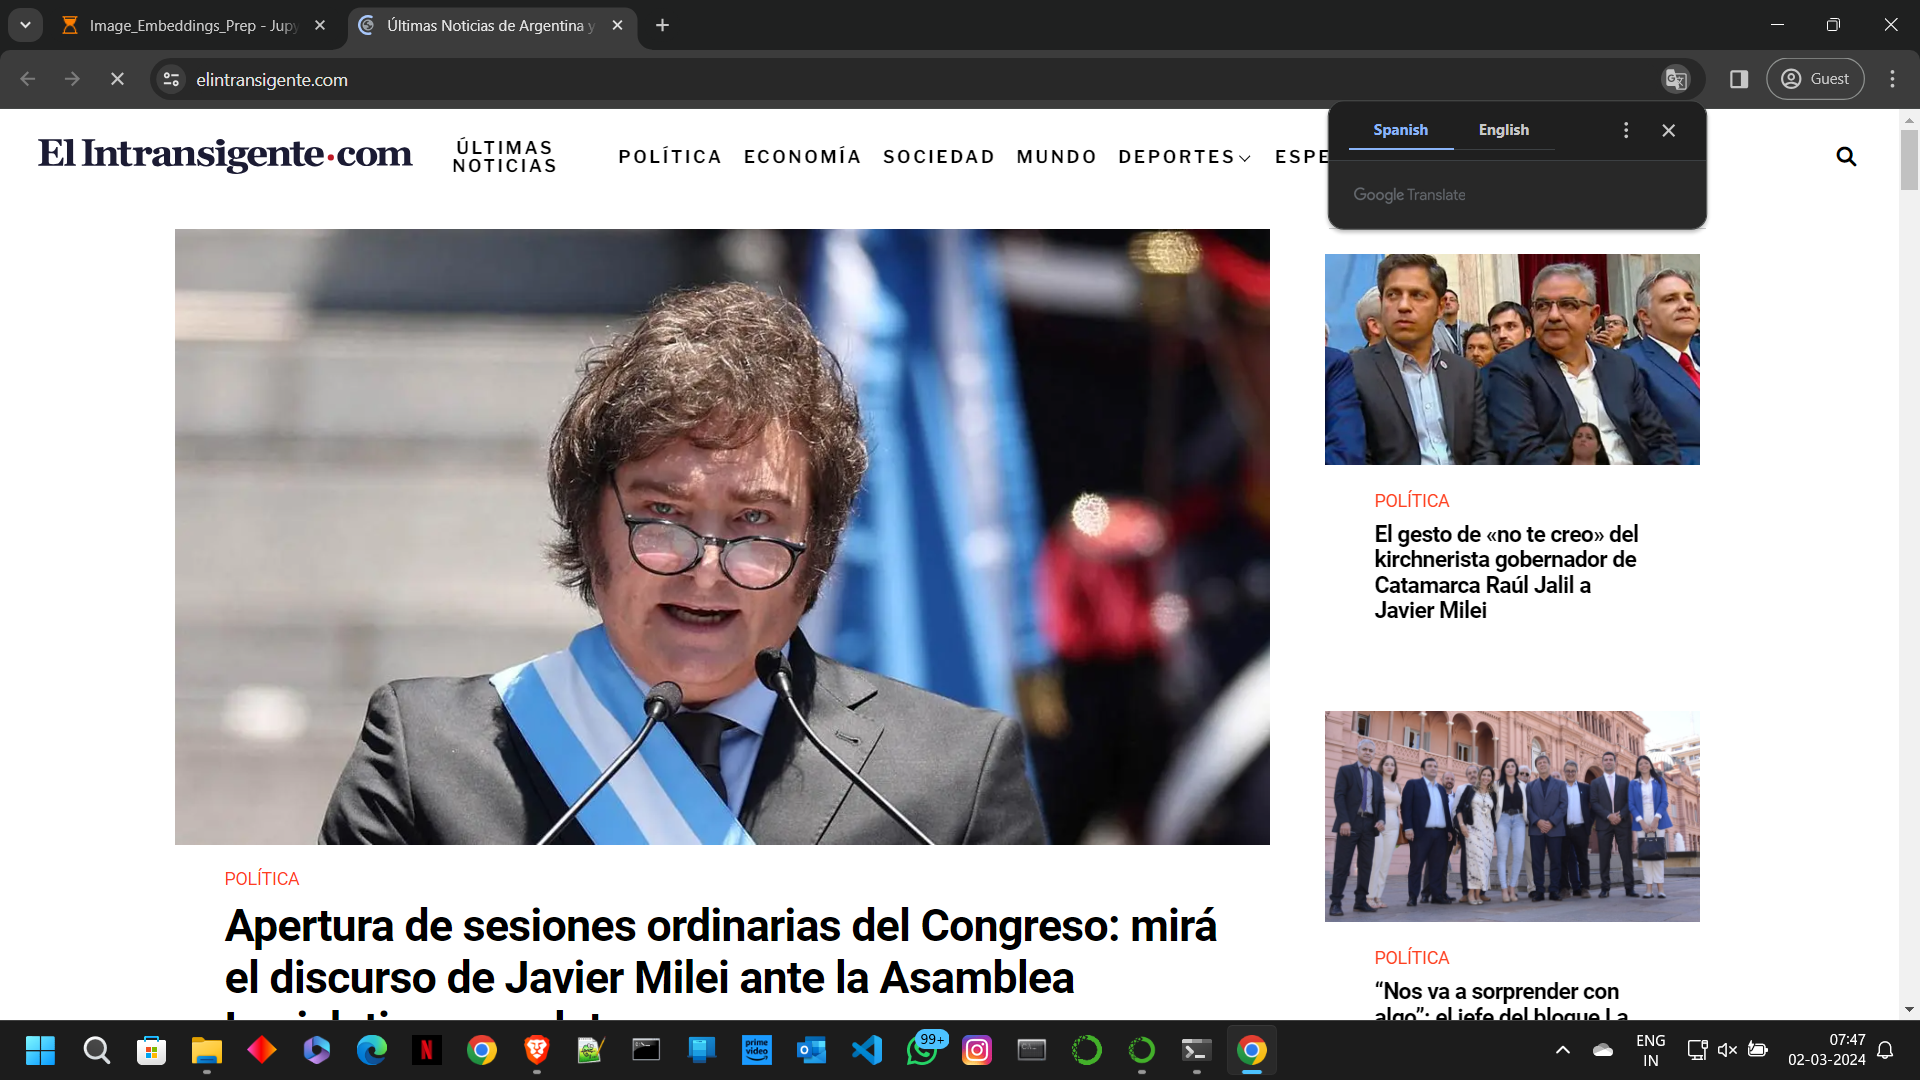 Image_Embeddings_Prep - Jupy
Últimas Noticias de Argentina y
elintransigente.com
Guest
Spanish
English
Google Translate
El Intransigente.com
ÚLTIMAS
NOTICIAS
POLÍTICA
ECONOMÍA
SOCIEDAD
MUNDO
DEPORTES
ESPE
POLÍTICA
Apertura de sesiones ordinarias del Congreso: mirá
el discurso de Javier Milei ante la Asamblea
POLÍTICA
El gesto de «no te creo» del
kirchnerista gobernador de
Catamarca Raúl Jalil a
Javier Milei
POLÍTICA
“Nos va a sorprender con
algo”: el jefe del bloque La
prime
video
99+
ENG
IN
07:47
02-03-2024